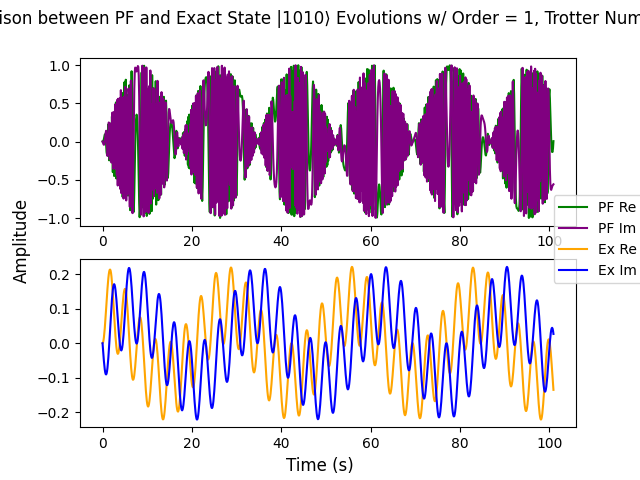 ison between PF and Exact State |1010⟩ Evolutions w/ Order = 1, Trotter Num
1.0
0.5
0.0
−0.5
−1.0
0 20 40 60 80 100
PF Re
PF Im
Ex Re
Ex Im
Amplitude
0.2
0.1
0.0
−0.1
−0.2
0 20 40 60 80 100
Time (s)